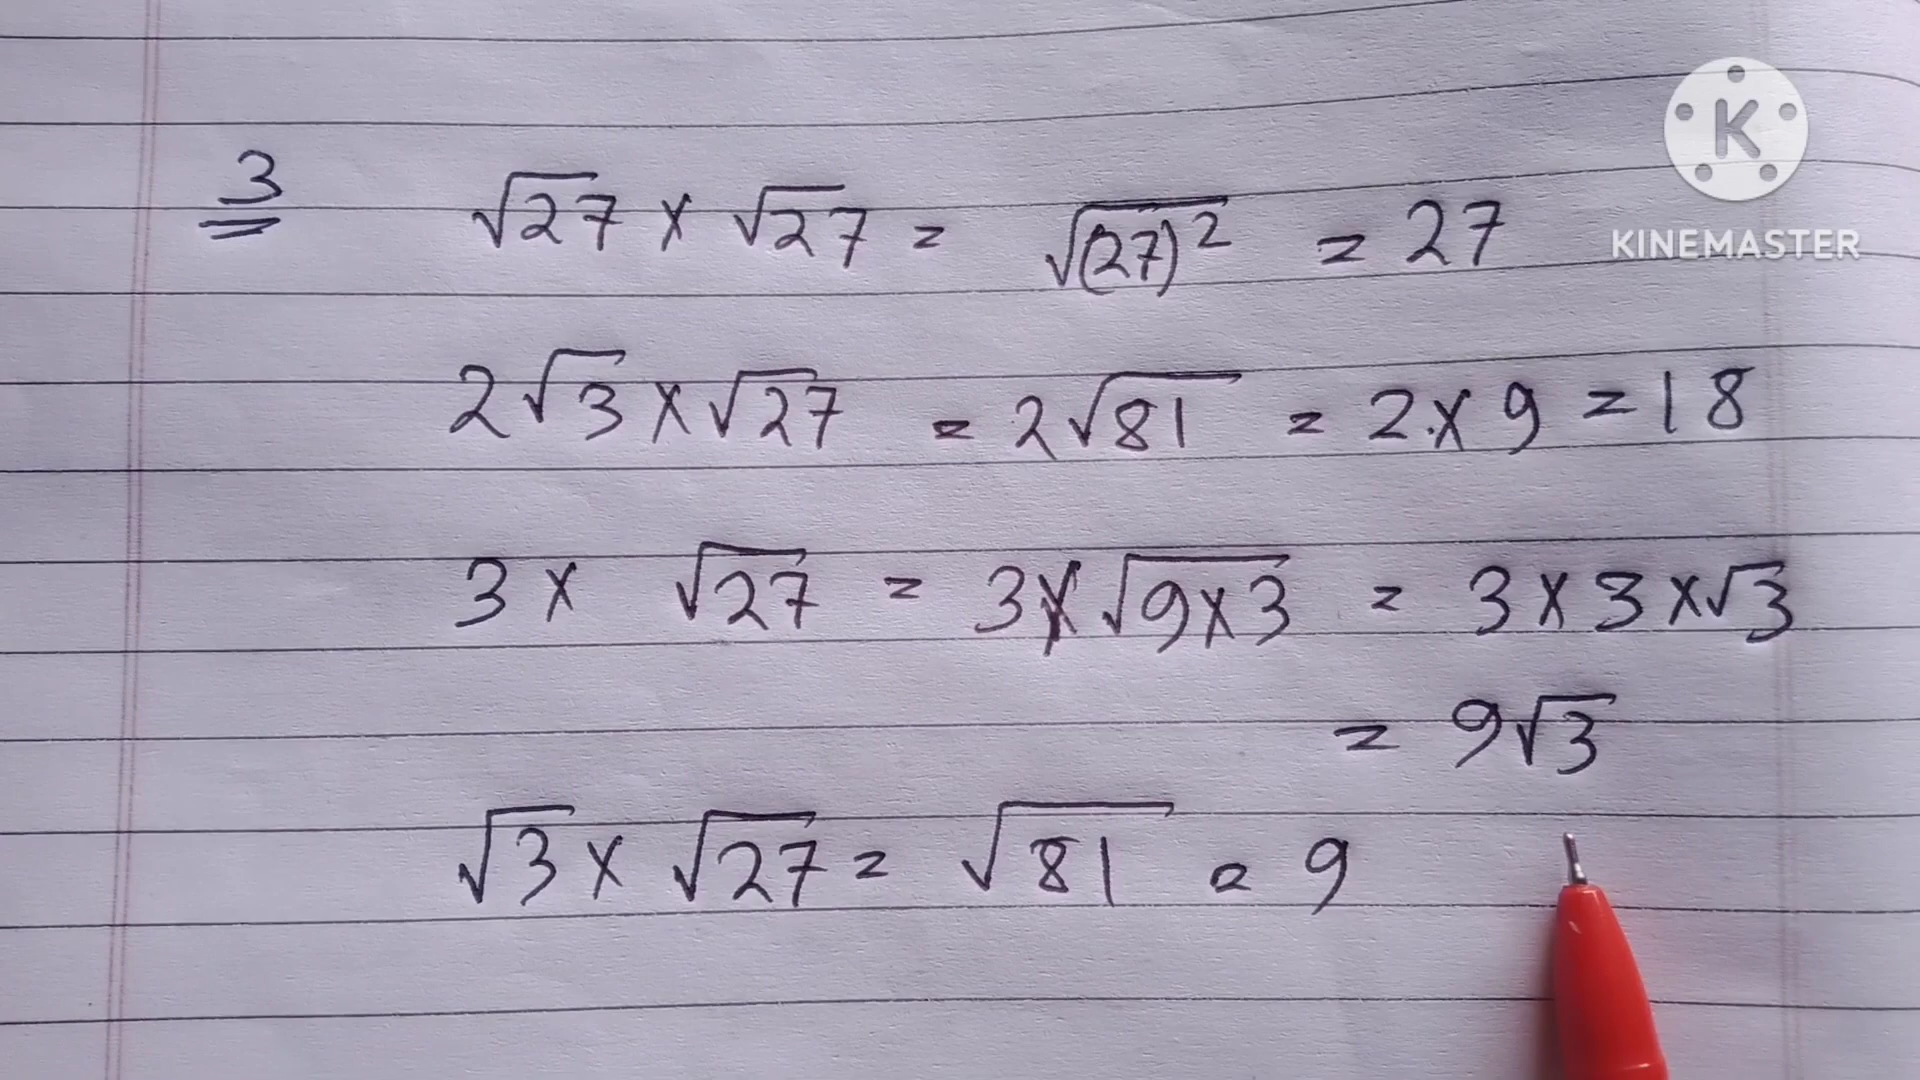 3 √27 x √27 = √(27)² = 27
2√3 x √27 = 2√81 = 2 x 9 = 18
3 x √27 = 3 x √9x3 = 3 x 3 x √3
= 9√3
√3 x √27 = √81 = 9
K
KINEMASTER